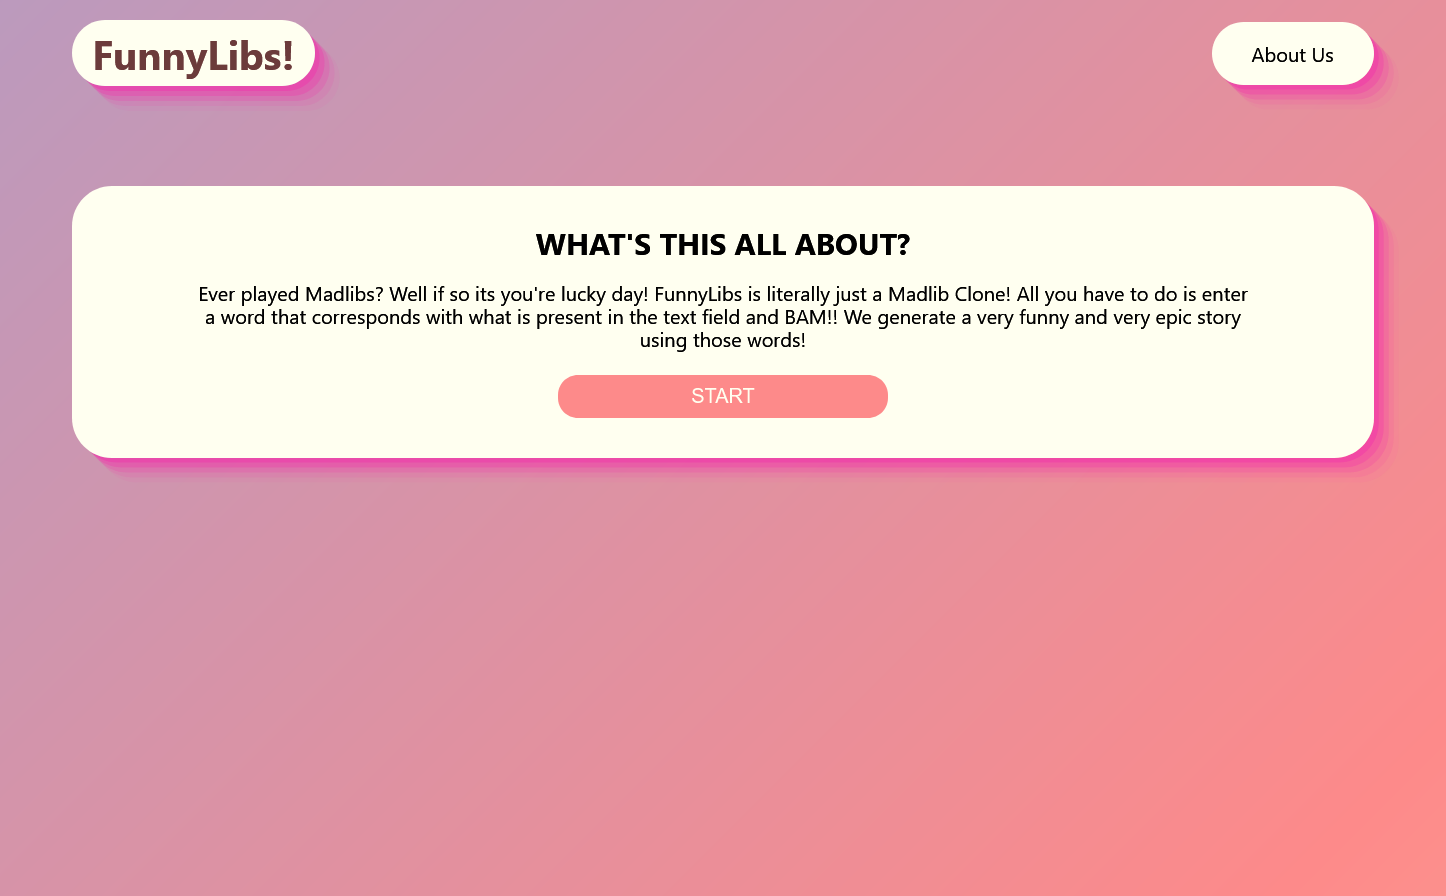 FunnyLibs!
About Us
WHAT'S THIS ALL ABOUT?
Ever played Madlibs? Well if so its you're lucky day! FunnyLibs is literally just a Madlib Clone! All you have to do is enter
a word that corresponds with what is present in the text field and BAM!! We generate a very funny and very epic story
using those words!
START